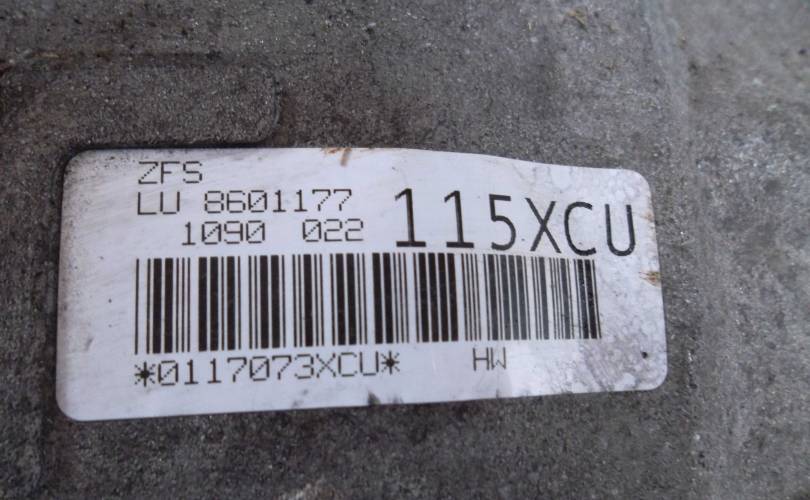 ZFS
LU 8601177
1090 022 115XCU
*0117073XCU* HW